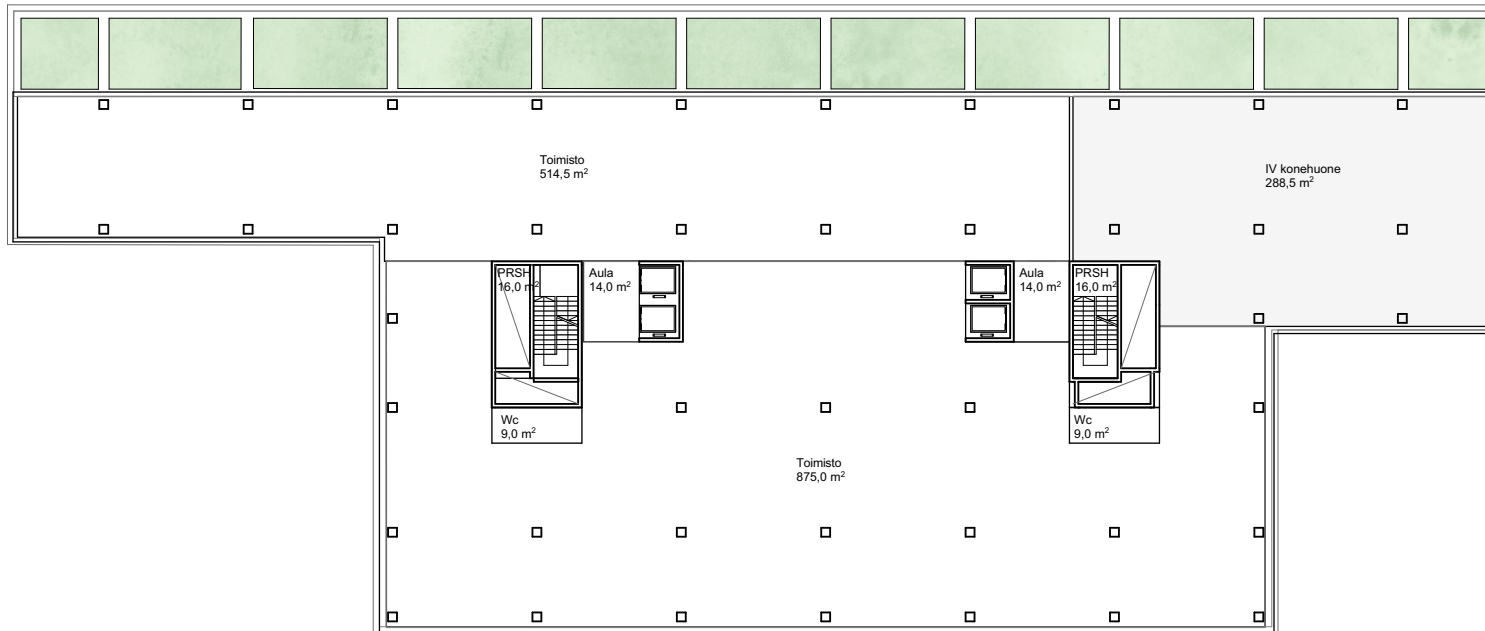 Toimisto
514,5 m²
IV konehuone
288,5 m²
PRSH
16,0 m²
Aula
14,0 m²
Aula
14,0 m²
PRSH
16,0 m²
Wc
9,0 m²
Wc
9,0 m²
Toimisto
875,0 m²